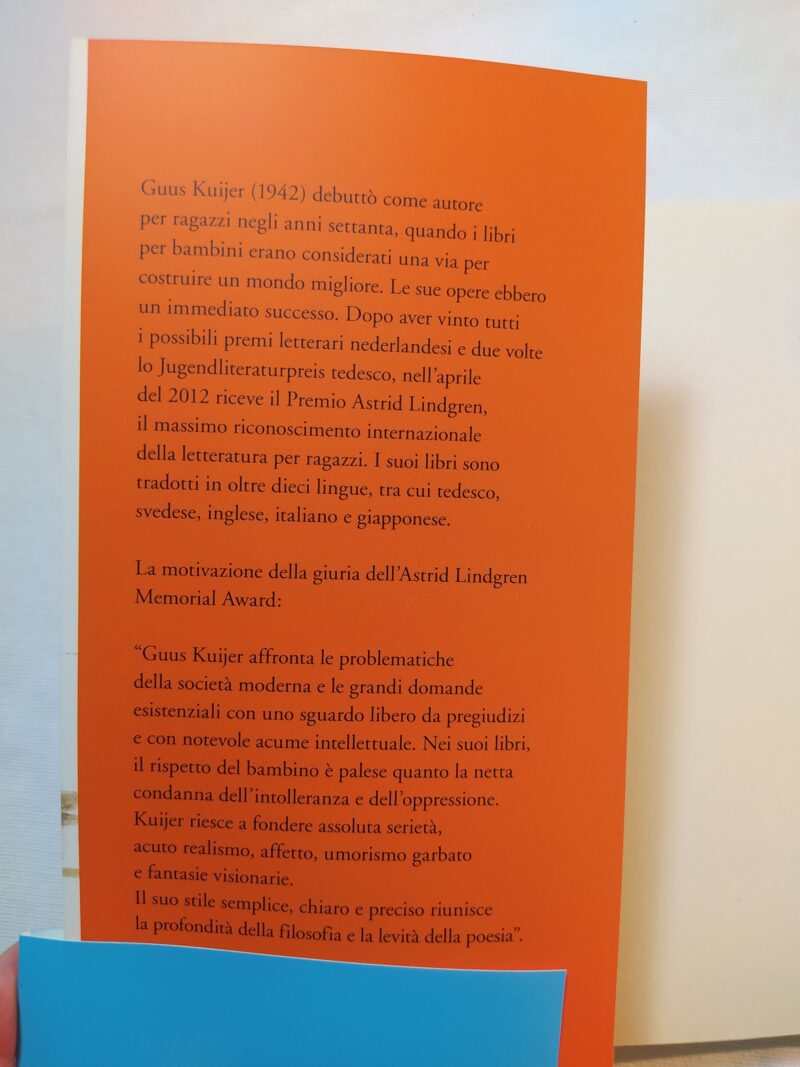 Guus Kuijer (1942) debuttò come autore
per ragazzi negli anni settanta, quando i libri
per bambini erano considerati una via per
costruire un mondo migliore. Le sue opere ebbero
un immediato successo. Dopo aver vinto tutti
i possibili premi letterari nederlandesi e due volte
lo Jugendliteraturpreis tedesco, nell'aprile
del 2012 riceve il Premio Astrid Lindgren,
il massimo riconoscimento internazionale
della letteratura per ragazzi. I suoi libri sono
tradotti in oltre dieci lingue, tra cui tedesco,
svedese, inglese, italiano e giapponese.
La motivazione della giuria dell'Astrid Lindgren
Memorial Award:
“Guus Kuijer affronta le problematiche
della società moderna e le grandi domande
esistenziali con uno sguardo libero da pregiudizi
e con notevole acume intellettuale. Nei suoi libri,
il rispetto del bambino è palese quanto la netta
condanna dell'intolleranza e dell'oppressione.
Kuijer riesce a fondere assoluta serietà,
acuto realismo, affetto, umorismo garbato
e fantasie visionarie.
Il suo stile semplice, chiaro e preciso riunisce
la profondità della filosofia e la levità della poesia”.